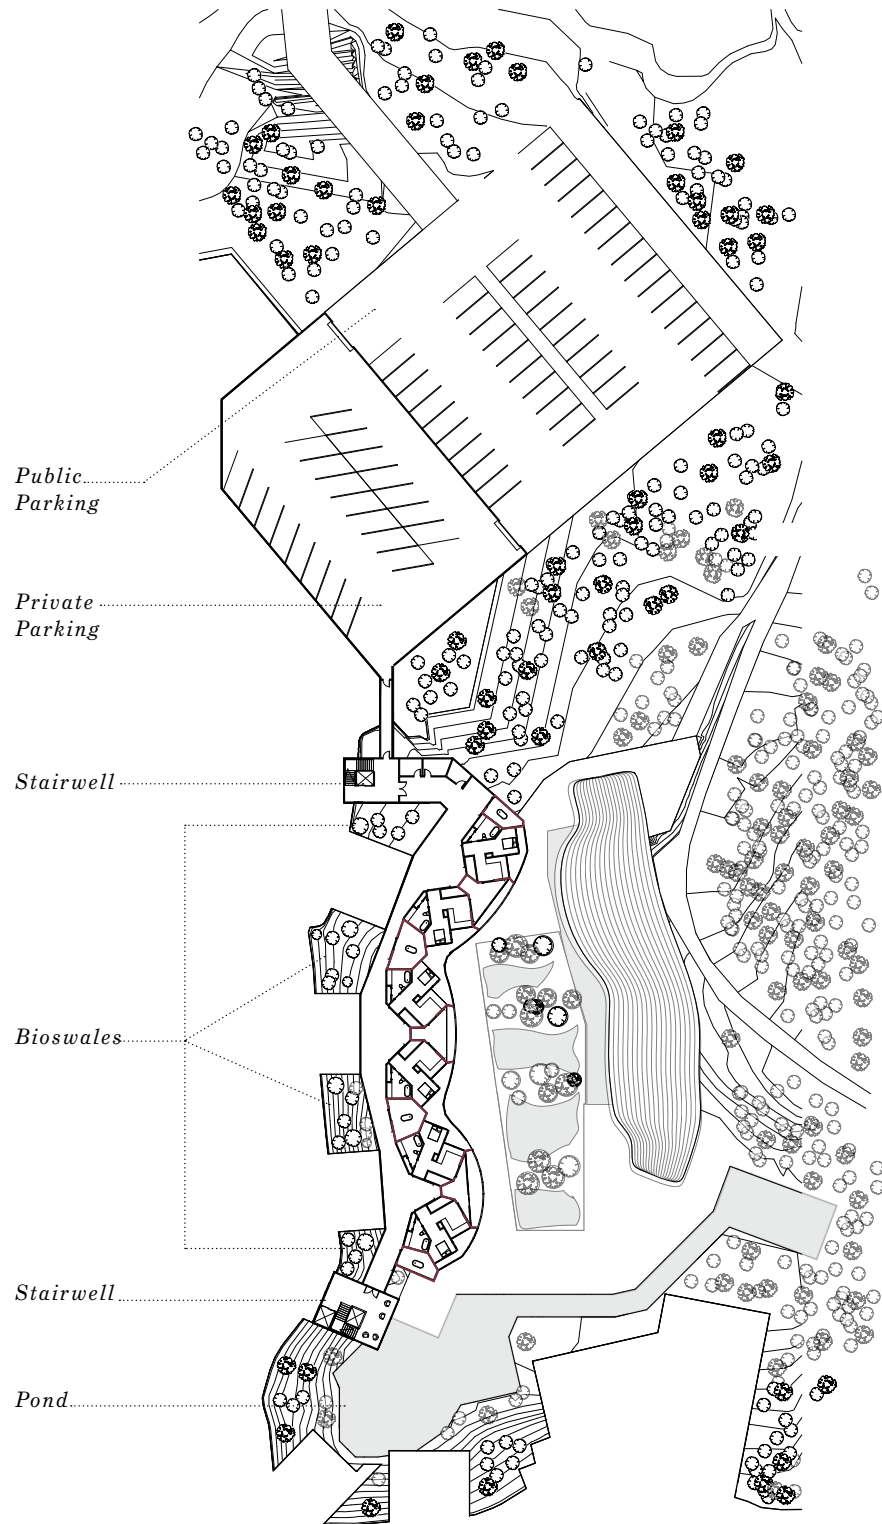 Public
Parking
Private
Parking
Stairwell
Bioswales
Stairwell
Pond